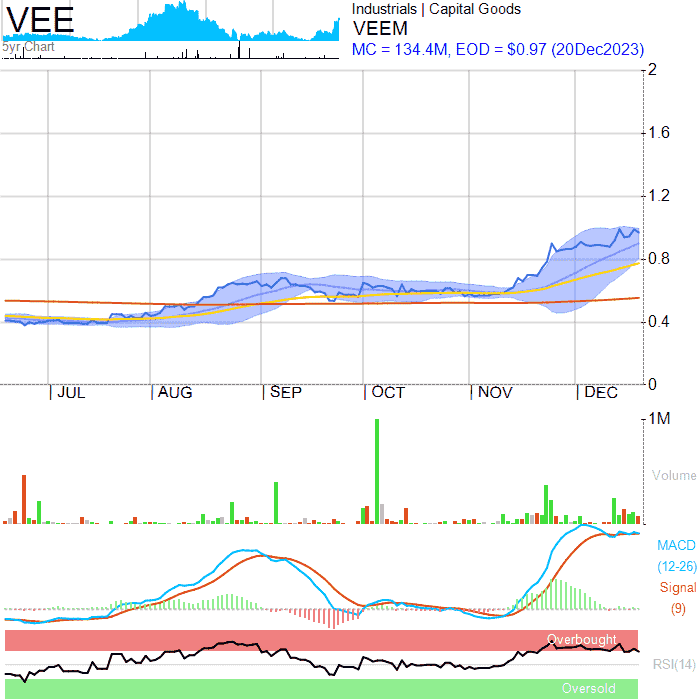 VEE
5yr Chart
Industrials | Capital Goods
VEEM
MC = 134.4M, EOD = $0.97 (20Dec2023)
2
1.6
1.2
0.8
0.4
0
JUL AUG SEP OCT NOV DEC
1M
Volume
MACD
(12-26)
Signal
(9)
Overbought
RSI(14)
Oversold